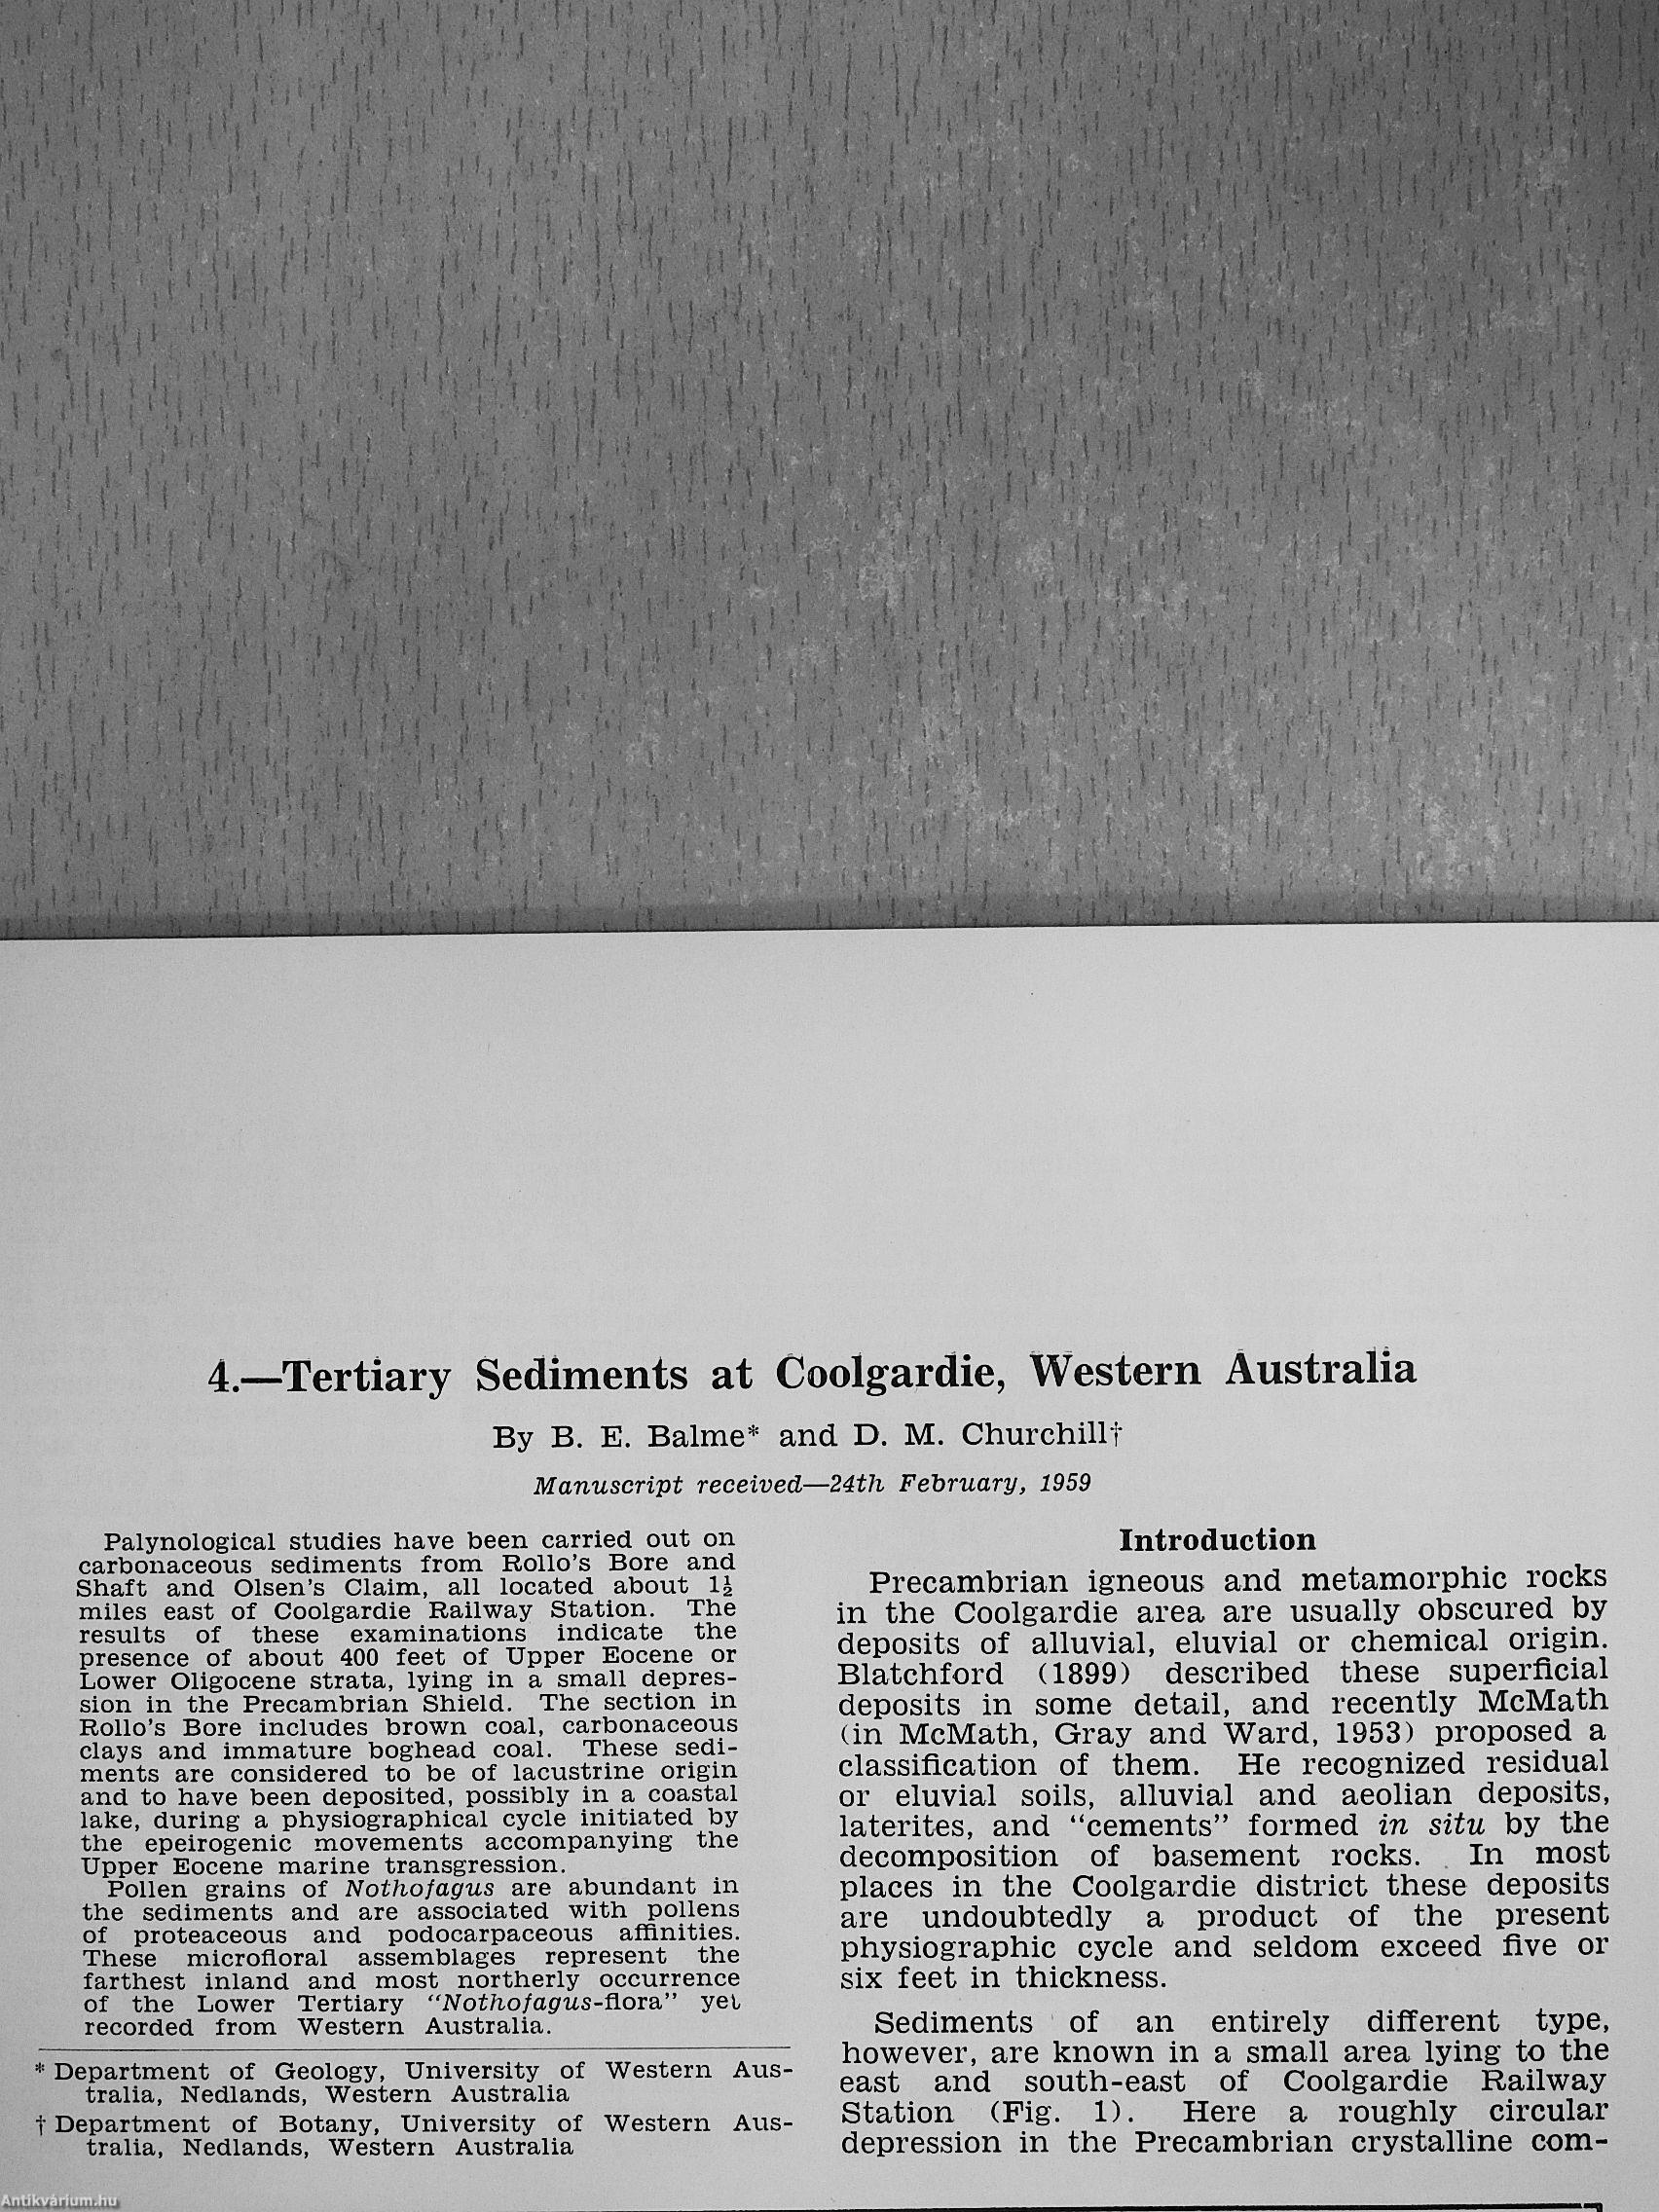 4.—Tertiary Sediments at Coolgardie, Western Australia
By B. E. Balme* and D. M. Churchill†
Manuscript received—24th February, 1959
Palynological studies have been carried out on
carbonaceous sediments from Rollo's Bore and
Shaft and Olsen's Claim, all located about 1½
miles east of Coolgardie Railway Station. The
results of these examinations indicate the
presence of about 400 feet of Upper Eocene or
Lower Oligocene strata, lying in a small depres-
sion in the Precambrian Shield. The section in
Rollo's Bore includes brown coal, carbonaceous
clays and immature boghead coal. These sedi-
ments are considered to be of lacustrine origin
and to have been deposited, possibly in a coastal
lake, during a physiographical cycle initiated by
the epeirogenic movements accompanying the
Upper Eocene marine transgression.
Pollen grains of Nothofagus are abundant in
the sediments and are associated with pollens
of proteaceous and podocarpaceous affinities.
These microfloral assemblages represent the
farthest inland and most northerly occurrence
of the Lower Tertiary "Nothofagus-flora" yet
recorded from Western Australia.
* Department of Geology, University of Western Aus-
tralia, Nedlands, Western Australia
† Department of Botany, University of Western Aus-
tralia, Nedlands, Western Australia
Introduction
Precambrian igneous and metamorphic rocks
in the Coolgardie area are usually obscured by
deposits of alluvial, eluvial or chemical origin.
Blatchford (1899) described these superficial
deposits in some detail, and recently McMath
(in McMath, Gray and Ward, 1953) proposed a
classification of them. He recognized residual
or eluvial soils, alluvial and aeolian deposits,
laterites, and "cements" formed in situ by the
decomposition of basement rocks. In most
places in the Coolgardie district these deposits
are undoubtedly a product of the present
physiographic cycle and seldom exceed five or
six feet in thickness.
Sediments of an entirely different type,
however, are known in a small area lying to the
east and south-east of Coolgardie Railway
Station (Fig. 1). Here a roughly circular
depression in the Precambrian crystalline com-
Antikvárium.hu